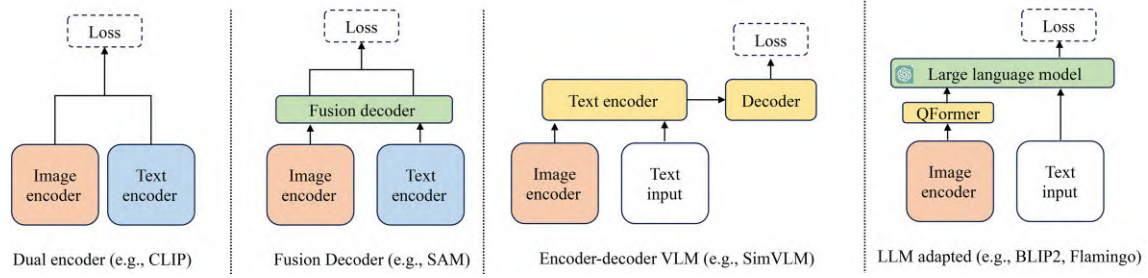 Loss
Image encoder
Text encoder
Dual encoder (e.g., CLIP)
Loss
Fusion decoder
Image encoder
Text encoder
Fusion Decoder (e.g., SAM)
Loss
Text encoder
Decoder
Image encoder
Text input
Encoder-decoder VLM (e.g., SimVLM)
Loss
Large language model
QFormer
Image encoder
Text input
LLM adapted (e.g., BLIP2, Flamingo)